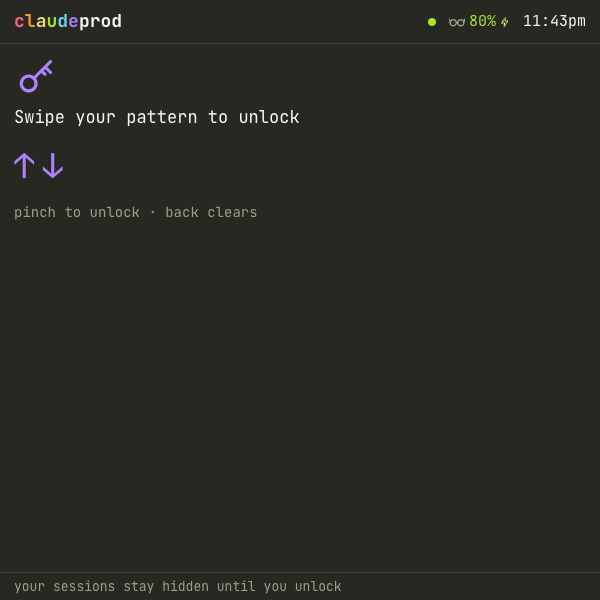 claudeprod 80% 11:43pm
Swipe your pattern to unlock
↑↓
pinch to unlock · back clears
your sessions stay hidden until you unlock